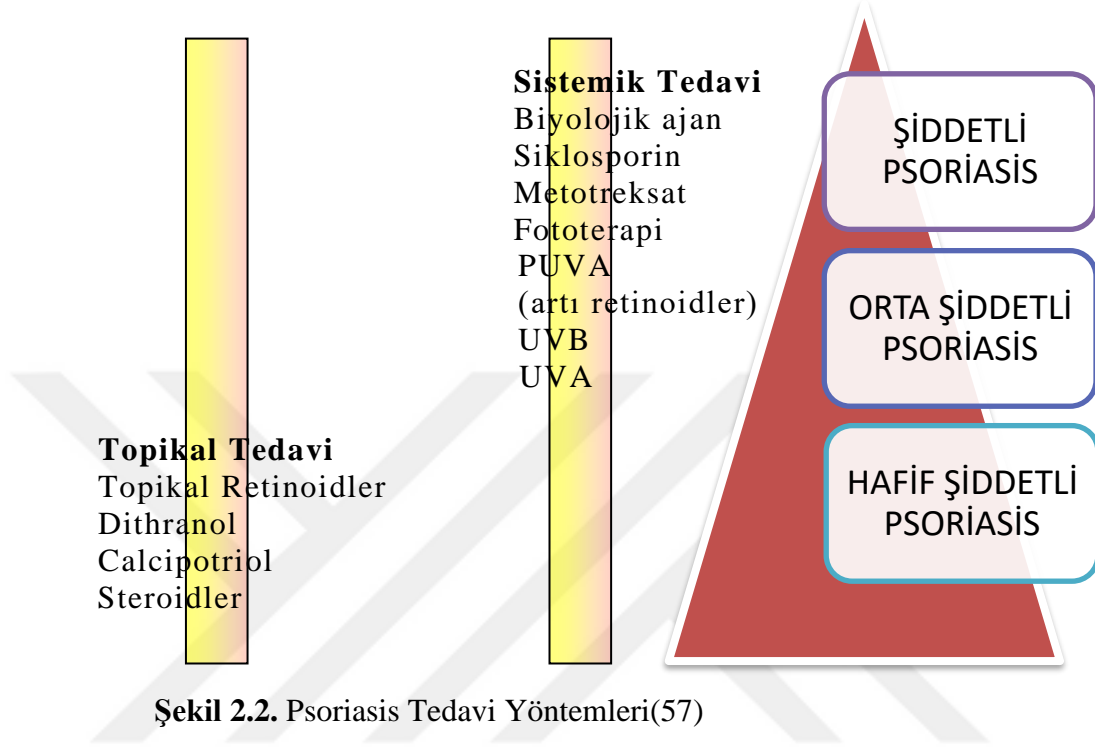 Sistemik Tedavi
Biyolojik ajan
Siklosporin
Metotreksat
Fototerapi
PUVA
(artı retinoidler)
UVB
UVA
Topikal Tedavi
Topikal Retinoidler
Dithranol
Calcipotriol
Steroidler
ŞİDDETLİ
PSORİASİS
ORTA ŞİDDETLİ
PSORİASİS
HAFİF ŞİDDETLİ
PSORİASİS
Şekil 2.2. Psoriasis Tedavi Yöntemleri(57)